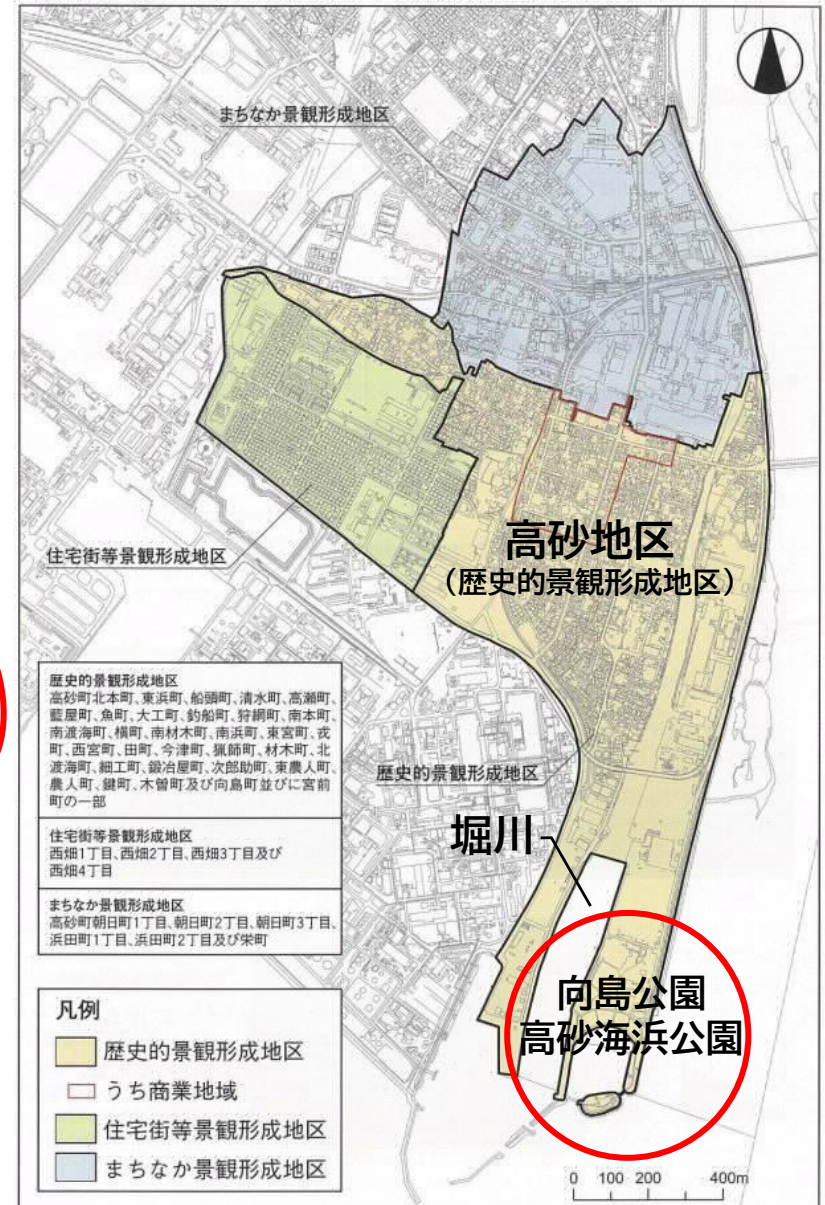 まちなか景観形成地区
住宅街等景観形成地区
高砂地区
(歴史的景観形成地区)
歴史的景観形成地区
高砂町北本町、東浜町、船頭町、清水町、高瀬町、
藍屋町、魚町、大工町、釣船町、狩網町、南本町、
南渡海町、横町、南材木町、南浜町、東宮町、戎
町、西宮町、田町、今津町、猟師町、材木町、北
渡海町、細工町、鍛冶屋町、次郎助町、東農人町、
農人町、鍵町、木曽町及び向島町並びに宮前
町の一部
住宅街等景観形成地区
西畑1丁目、西畑2丁目、西畑3丁目及び
西畑4丁目
まちなか景観形成地区
高砂町朝日町1丁目、朝日町2丁目、朝日町3丁目、
浜田町1丁目、浜田町2丁目及び栄町
歴史的景観形成地区
堀川
向島公園
高砂海浜公園
凡例
歴史的景観形成地区
うち商業地域
住宅街等景観形成地区
まちなか景観形成地区
0 100 200 400m